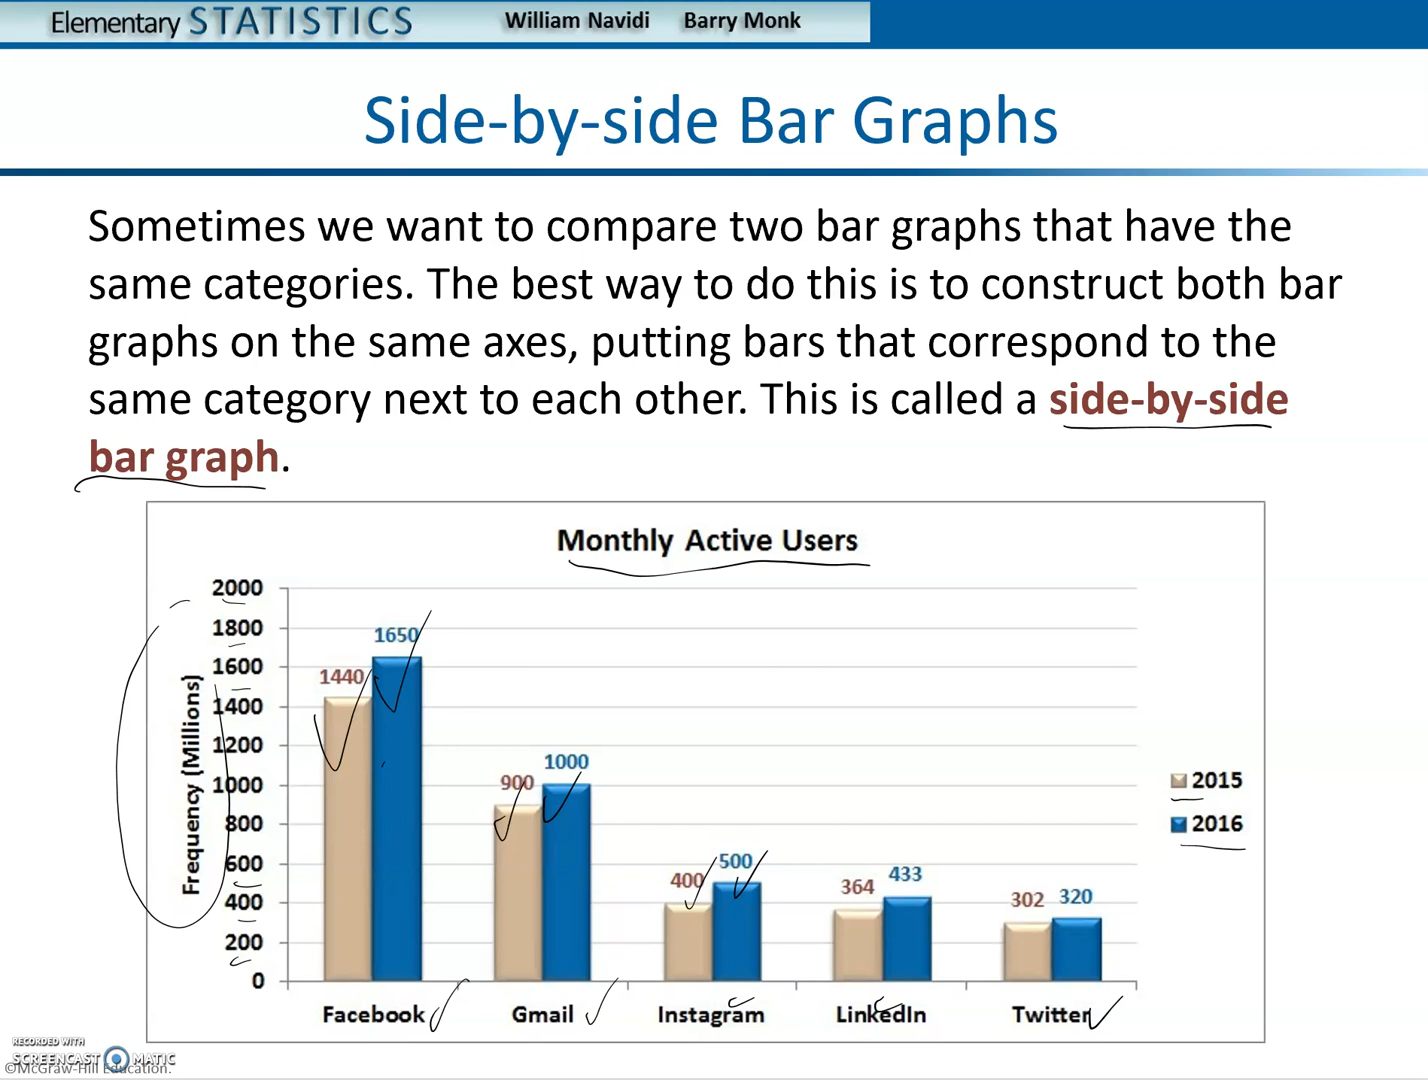 Elementary STATISTICS William Navidi Barry Monk
Side-by-side Bar Graphs
Sometimes we want to compare two bar graphs that have the
same categories. The best way to do this is to construct both bar
graphs on the same axes, putting bars that correspond to the
same category next to each other. This is called a side-by-side
bar graph.
Monthly Active Users
Frequency (Millions)
2000
1800
1600
1400
1200
1000
800
600
400
200
0
1440 1650
900 1000
400 500
364 433
302 320
Facebook Gmail Instagram LinkedIn Twitter
2015
2016
RECORDED WITH
SCREENCAST MATIC
©McGraw-Hill Education.